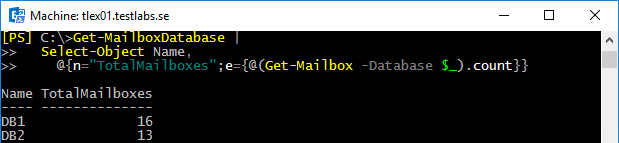 Machine: tlex01.testlabs.se
[PS] C:\>Get-MailboxDatabase |
>>   Select-Object Name,
>>     @{n="TotalMailboxes";e={@(Get-Mailbox -Database $_).count}}
Name TotalMailboxes
---- --------------
DB1              16
DB2              13